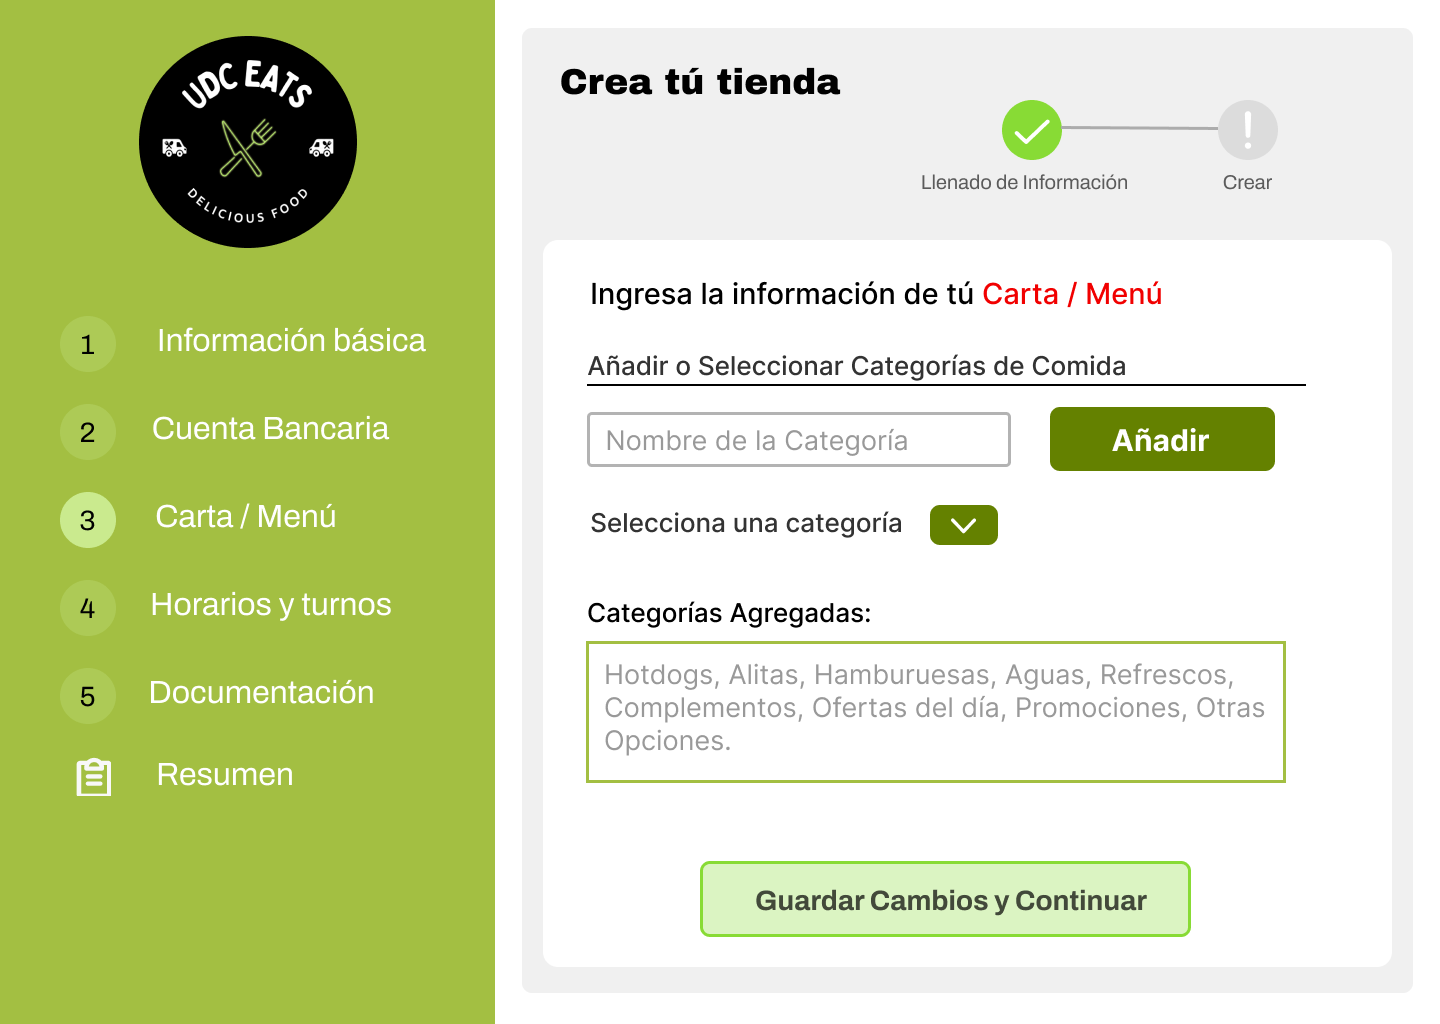 UDC EATS
DELICIOUS FOOD
1 Información básica
2 Cuenta Bancaria
3 Carta / Menú
4 Horarios y turnos
5 Documentación
Resumen
Crea tú tienda
Llenado de Información
Crear
Ingresa la información de tú Carta / Menú
Añadir o Seleccionar Categorías de Comida
Nombre de la Categoría
Añadir
Selecciona una categoría
Categorías Agregadas:
Hotdogs, Alitas, Hamburuesas, Aguas, Refrescos,
Complementos, Ofertas del día, Promociones, Otras
Opciones.
Guardar Cambios y Continuar